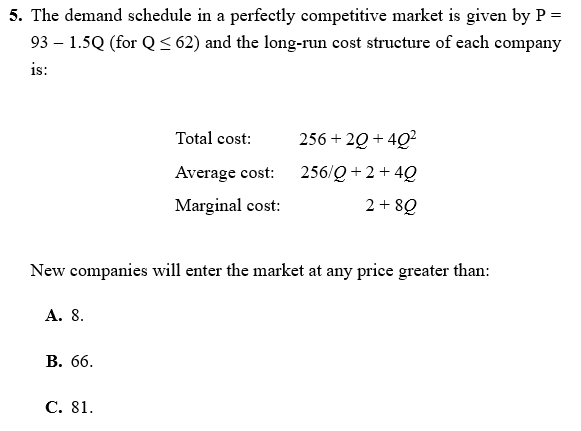 5. The demand schedule in a perfectly competitive market is given by P =
93 – 1.5Q (for Q ≤ 62) and the long-run cost structure of each company
is:
Total cost: 256 + 2Q + 4Q²
Average cost: 256/Q + 2 + 4Q
Marginal cost: 2 + 8Q
New companies will enter the market at any price greater than:
A. 8.
B. 66.
C. 81.